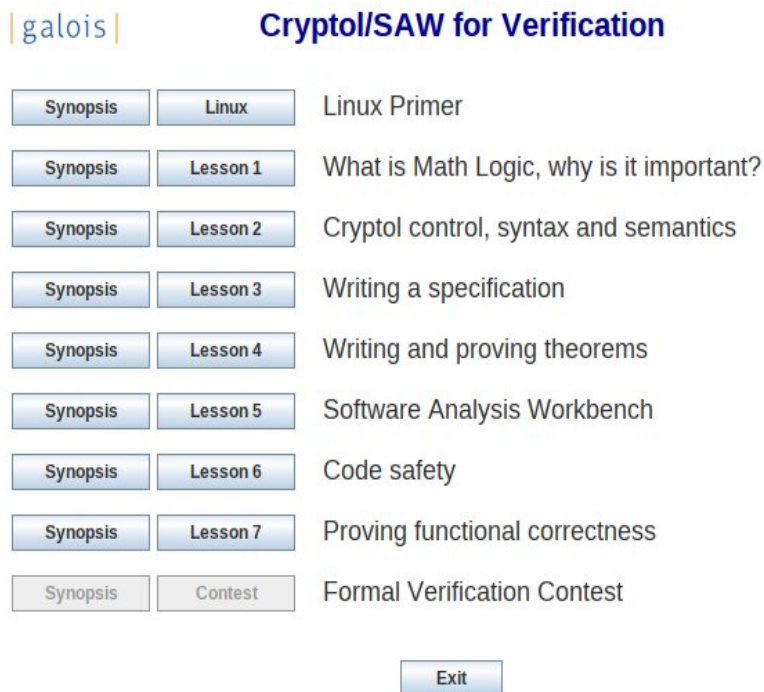 |galois| Cryptol/SAW for Verification
Synopsis Linux Linux Primer
Synopsis Lesson 1 What is Math Logic, why is it important?
Synopsis Lesson 2 Cryptol control, syntax and semantics
Synopsis Lesson 3 Writing a specification
Synopsis Lesson 4 Writing and proving theorems
Synopsis Lesson 5 Software Analysis Workbench
Synopsis Lesson 6 Code safety
Synopsis Lesson 7 Proving functional correctness
Synopsis Contest Formal Verification Contest
Exit